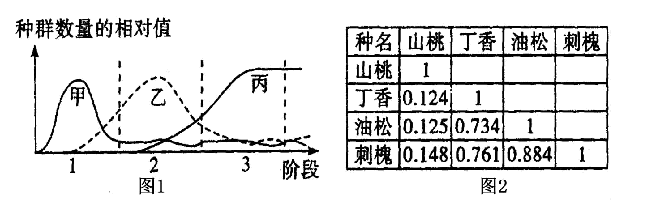 种群数量的相对值
甲
乙
丙
1
2
3
阶段
图1
种名 山桃 丁香 油松 刺槐
山桃 1
丁香 0.124 1
油松 0.125 0.734 1
刺槐 0.148 0.761 0.884 1
图2